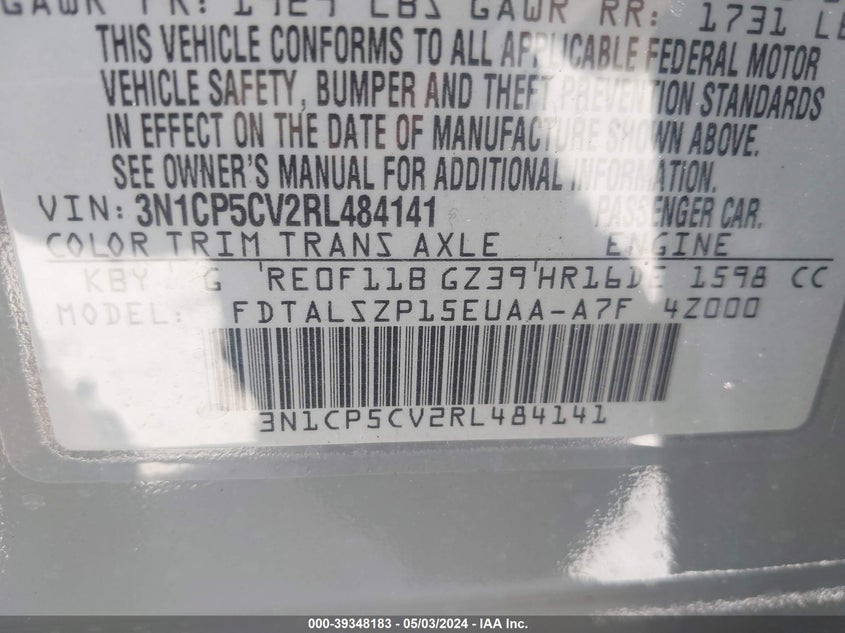 GAWR FR: 1929 LBS GAWR RR: 1731 LB
THIS VEHICLE CONFORMS TO ALL APPLICABLE FEDERAL MOTOR
VEHICLE SAFETY, BUMPER AND THEFT PREVENTION STANDARDS
IN EFFECT ON THE DATE OF MANUFACTURE SHOWN ABOVE.
SEE OWNER'S MANUAL FOR ADDITIONAL INFORMATION.
VIN: 3N1CP5CV2RL484141 PASSENGER CAR.
COLOR TRIM TRANS AXLE ENGINE
KBY G RE0F11B GZ39 HR16DE 1598 CC
MODEL: FDTALSZP15EUAA-A7F 4Z000
3N1CP5CV2RL484141
000-39348183 - 05/03/2024 - IAA Inc.